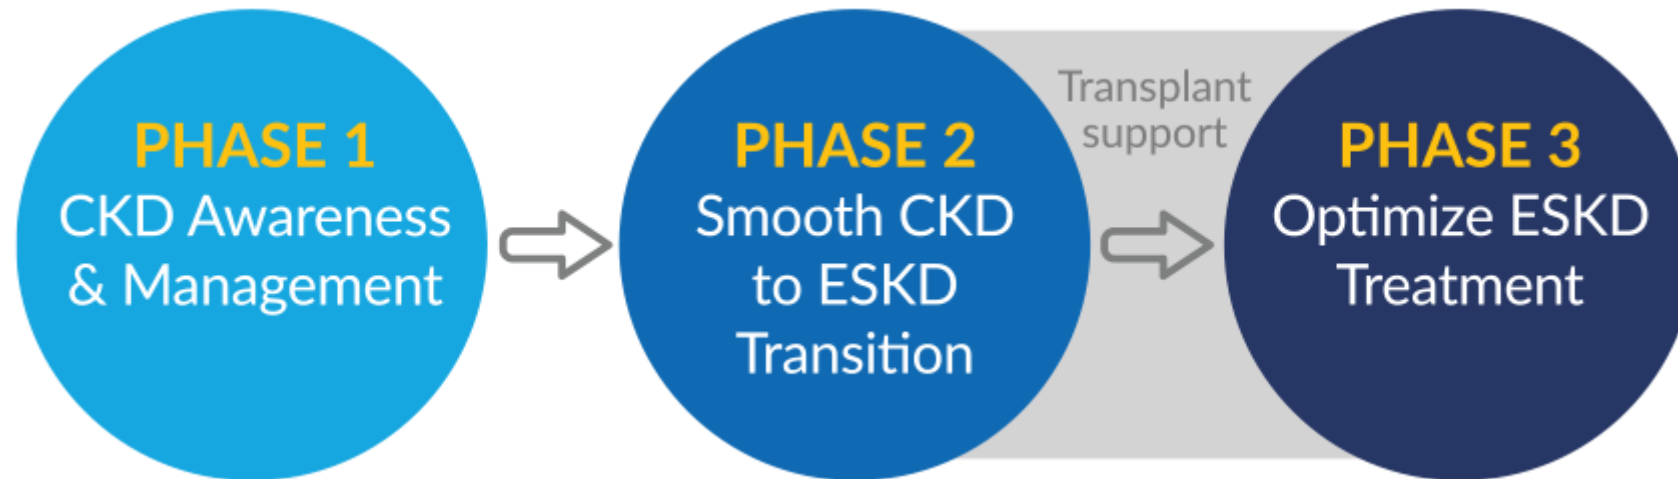 PHASE 1
CKD Awareness
& Management
PHASE 2
Smooth CKD
to ESKD
Transition
Transplant
support
PHASE 3
Optimize ESKD
Treatment